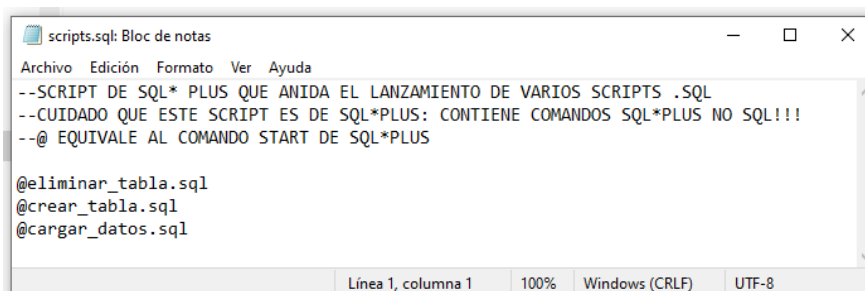 scripts.sql: Bloc de notas
Archivo Edición Formato Ver Ayuda
--SCRIPT DE SQL* PLUS QUE ANIDA EL LANZAMIENTO DE VARIOS SCRIPTS .SQL
--CUIDADO QUE ESTE SCRIPT ES DE SQL*PLUS: CONTIENE COMANDOS SQL*PLUS NO SQL!!!
--@ EQUIVALE AL COMANDO START DE SQL*PLUS
@eliminar_tabla.sql
@crear_tabla.sql
@cargar_datos.sql
Línea 1, columna 1 100% Windows (CRLF) UTF-8